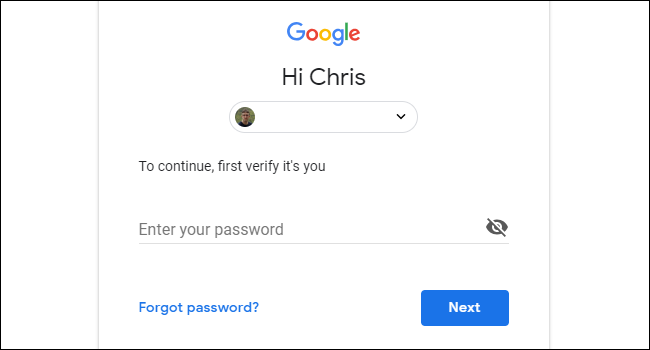 Google
Hi Chris
To continue, first verify it's you
Enter your password
Forgot password?
Next